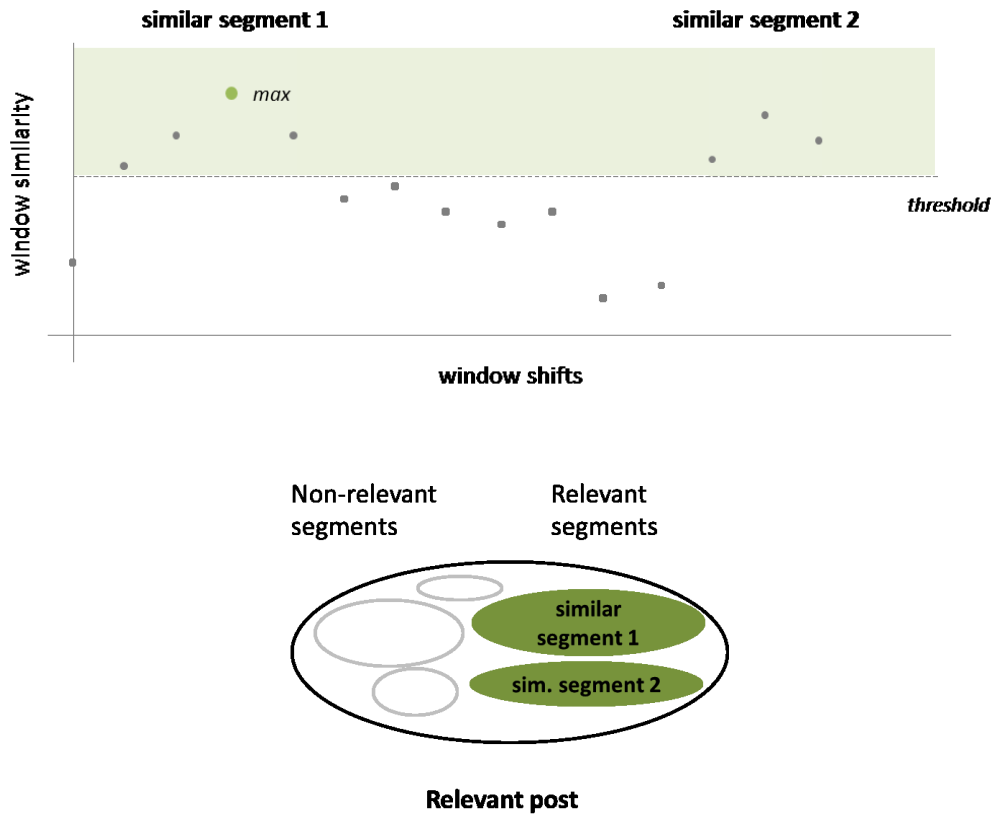 similar segment 1
similar segment 2
max
window similarity
threshold
window shifts
Non-relevant
segments
Relevant
segments
similar
segment 1
sim. segment 2
Relevant post